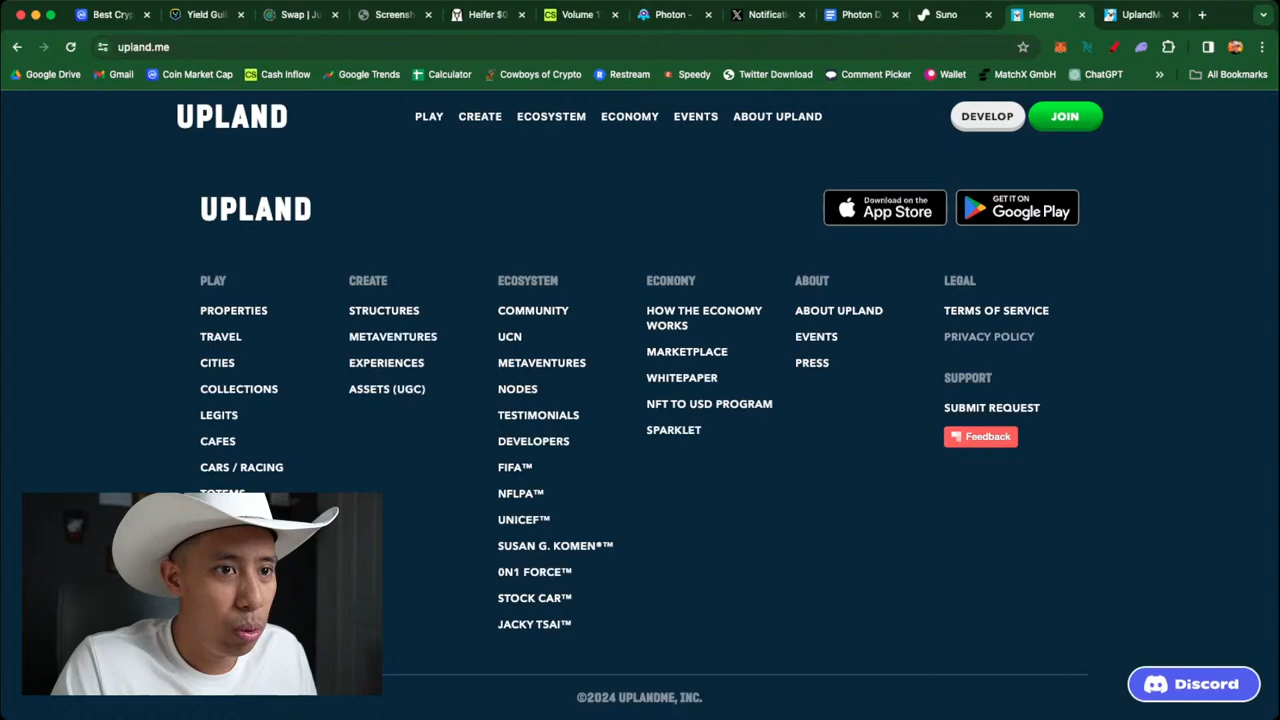 Best Cryp
Yield Guil
Swap | Ju
Screensh
Heifer $0
Volume 1
Photon -
Notificati
Photon D
Suno
Home
UplandM
upland.me
Google Drive
Gmail
Coin Market Cap
Cash Inflow
Google Trends
Calculator
Cowboys of Crypto
Restream
Speedy
Twitter Download
Comment Picker
Wallet
MatchX GmbH
ChatGPT
All Bookmarks
UPLAND
PLAY
CREATE
ECOSYSTEM
ECONOMY
EVENTS
ABOUT UPLAND
DEVELOP
JOIN
UPLAND
Download on the
App Store
GET IT ON
Google Play
PLAY
PROPERTIES
TRAVEL
CITIES
COLLECTIONS
LEGITS
CAFES
CARS / RACING
TOTEMS
CREATE
STRUCTURES
METAVENTURES
EXPERIENCES
ASSETS (UGC)
ECOSYSTEM
COMMUNITY
UCN
METAVENTURES
NODES
TESTIMONIALS
DEVELOPERS
FIFA™
NFLPA™
UNICEF™
SUSAN G. KOMEN®™
0N1 FORCE™
STOCK CAR™
JACKY TSAI™
ECONOMY
HOW THE ECONOMY
WORKS
MARKETPLACE
WHITEPAPER
NFT TO USD PROGRAM
SPARKLET
ABOUT
ABOUT UPLAND
EVENTS
PRESS
LEGAL
TERMS OF SERVICE
PRIVACY POLICY
SUPPORT
SUBMIT REQUEST
Feedback
©2024 UPLANDME, INC.
Discord